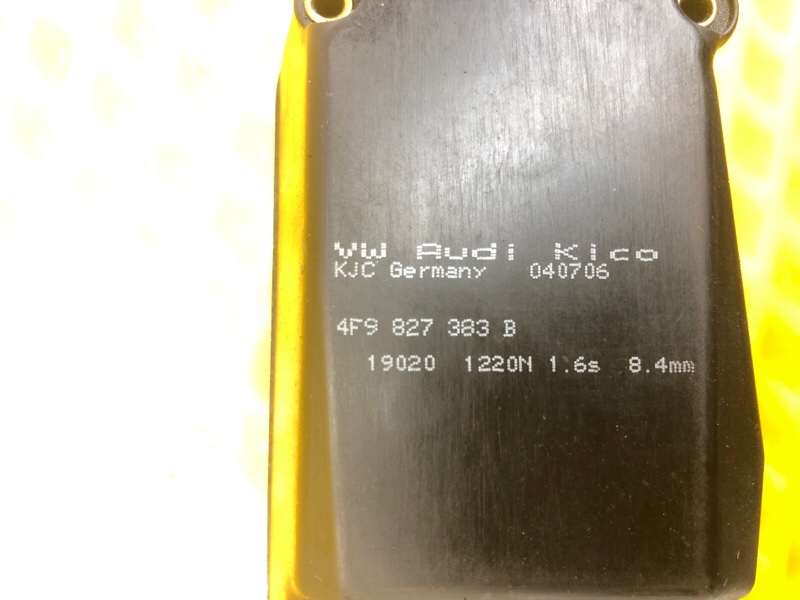 VW Audi Kico
KJC Germany 040706
4F9 827 383 B
19020 1220N 1.6s 8.4mm